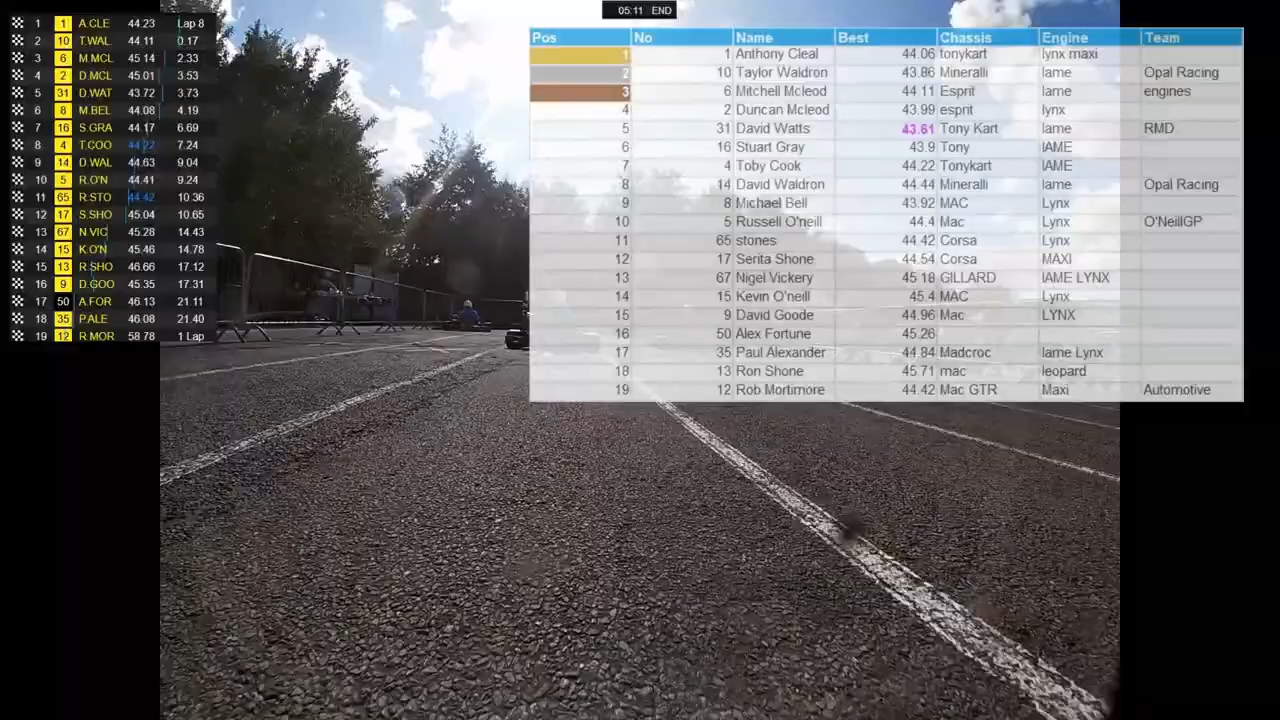 05:11 END
1 1 A.CLE 44.23 Lap 8
2 10 T.WAL 44.11 0.17
3 6 M.MCL 45.14 2.33
4 2 D.MCL 45.01 3.53
5 31 D.WAT 43.72 3.73
6 8 M.BEL 44.08 4.19
7 16 S.GRA 44.17 6.69
8 4 T.COO 44.22 7.24
9 14 D.WAL 44.63 9.04
10 5 R.O'N 44.41 9.24
11 65 R.STO 44.42 10.36
12 17 S.SHO 45.04 10.65
13 67 N.VIC 45.28 14.43
14 15 K.O'N 45.46 14.78
15 13 R.SHO 46.66 17.12
16 9 D.GOO 45.35 17.31
17 50 A.FOR 46.13 21.11
18 35 P.ALE 46.08 21.40
19 12 R.MOR 58.78 1 Lap
Pos No Name Best Chassis Engine Team
1 1 Anthony Cleal 44.06 tonykart lynx maxi
2 10 Taylor Waldron 43.86 Mineralli Iame Opal Racing
3 6 Mitchell Mcleod 44.11 Esprit Iame engines
4 2 Duncan Mcleod 43.99 esprit lynx
5 31 David Watts 43.61 Tony Kart Iame RMD
6 16 Stuart Gray 43.9 Tony IAME
7 4 Toby Cook 44.22 Tonykart IAME
8 14 David Waldron 44.44 Mineralli Iame Opal Racing
9 8 Michael Bell 43.92 MAC Lynx
10 5 Russell O'neill 44.4 Mac Lynx O'NeillGP
11 65 stones 44.42 Corsa Lynx
12 17 Serita Shone 44.54 Corsa MAXI
13 67 Nigel Vickery 45.18 GILLARD IAME LYNX
14 15 Kevin O'neill 45.4 MAC Lynx
15 9 David Goode 44.96 Mac LYNX
16 50 Alex Fortune 45.26
17 35 Paul Alexander 44.84 Madcroc Iame Lynx
18 13 Ron Shone 45.71 mac leopard
19 12 Rob Mortimore 44.42 Mac GTR Maxi Automotive